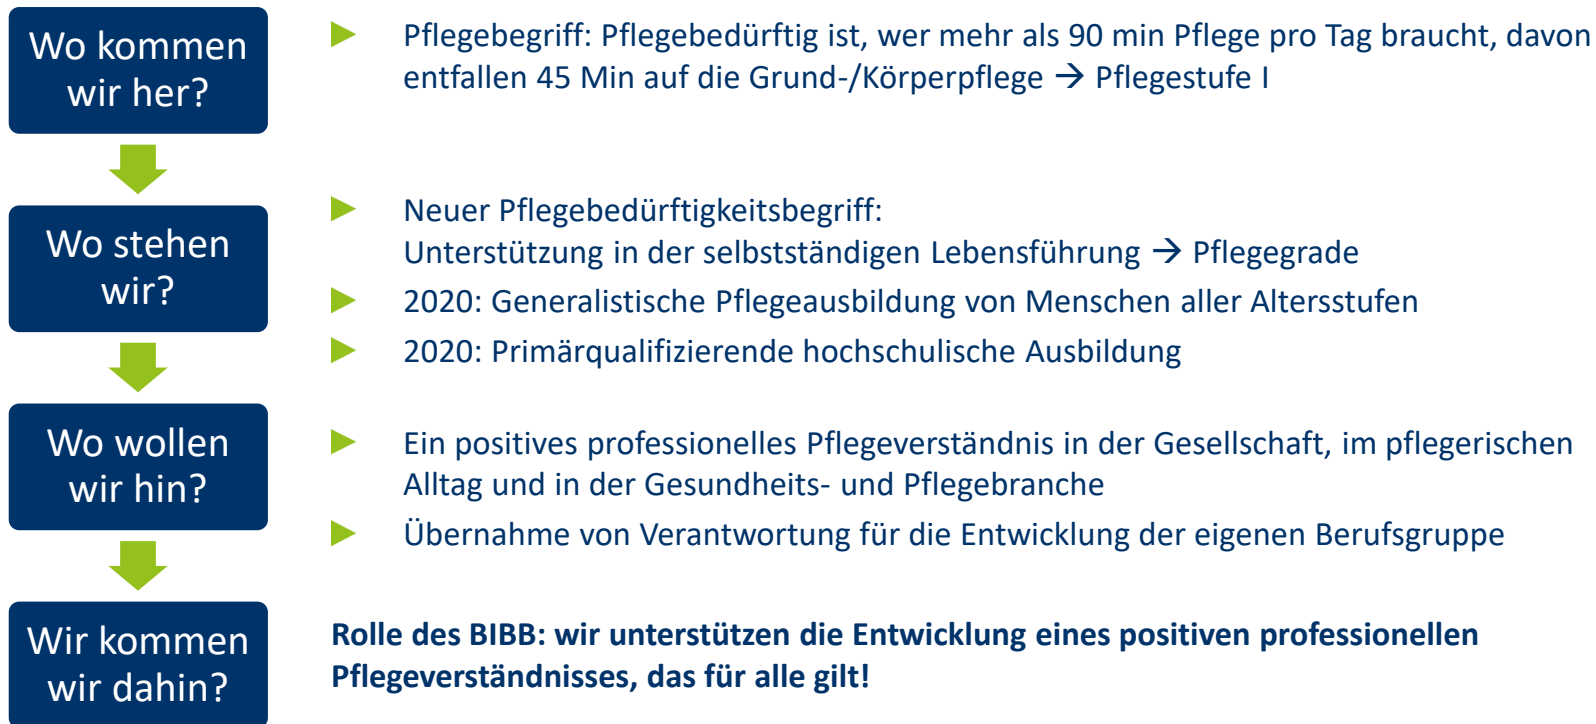 Wo kommen
wir her?
Pflegebegriff: Pflegebedürftig ist, wer mehr als 90 min Pflege pro Tag braucht, davon
entfallen 45 Min auf die Grund-/Körperpflege → Pflegestufe I
Wo stehen
wir?
Neuer Pflegebedürftigkeitsbegriff:
Unterstützung in der selbstständigen Lebensführung → Pflegegrade
2020: Generalistische Pflegeausbildung von Menschen aller Altersstufen
2020: Primärqualifizierende hochschulische Ausbildung
Wo wollen
wir hin?
Ein positives professionelles Pflegeverständnis in der Gesellschaft, im pflegerischen
Alltag und in der Gesundheits- und Pflegebranche
Übernahme von Verantwortung für die Entwicklung der eigenen Berufsgruppe
Wir kommen
wir dahin?
Rolle des BIBB: wir unterstützen die Entwicklung eines positiven professionellen
Pflegeverständnisses, das für alle gilt!